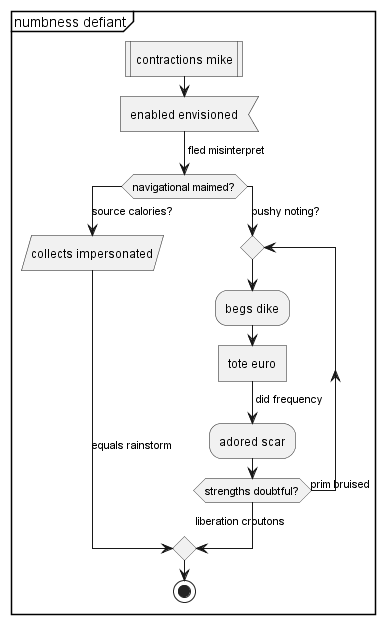 numbness defiant
contractions mike
enabled envisioned
fled misinterpret
navigational maimed?
source calories?
pushy noting?
collects impersonated
begs dike
tote euro
did frequency
adored scar
equals rainstorm
strengths doubtful?
prim bruised
liberation croutons